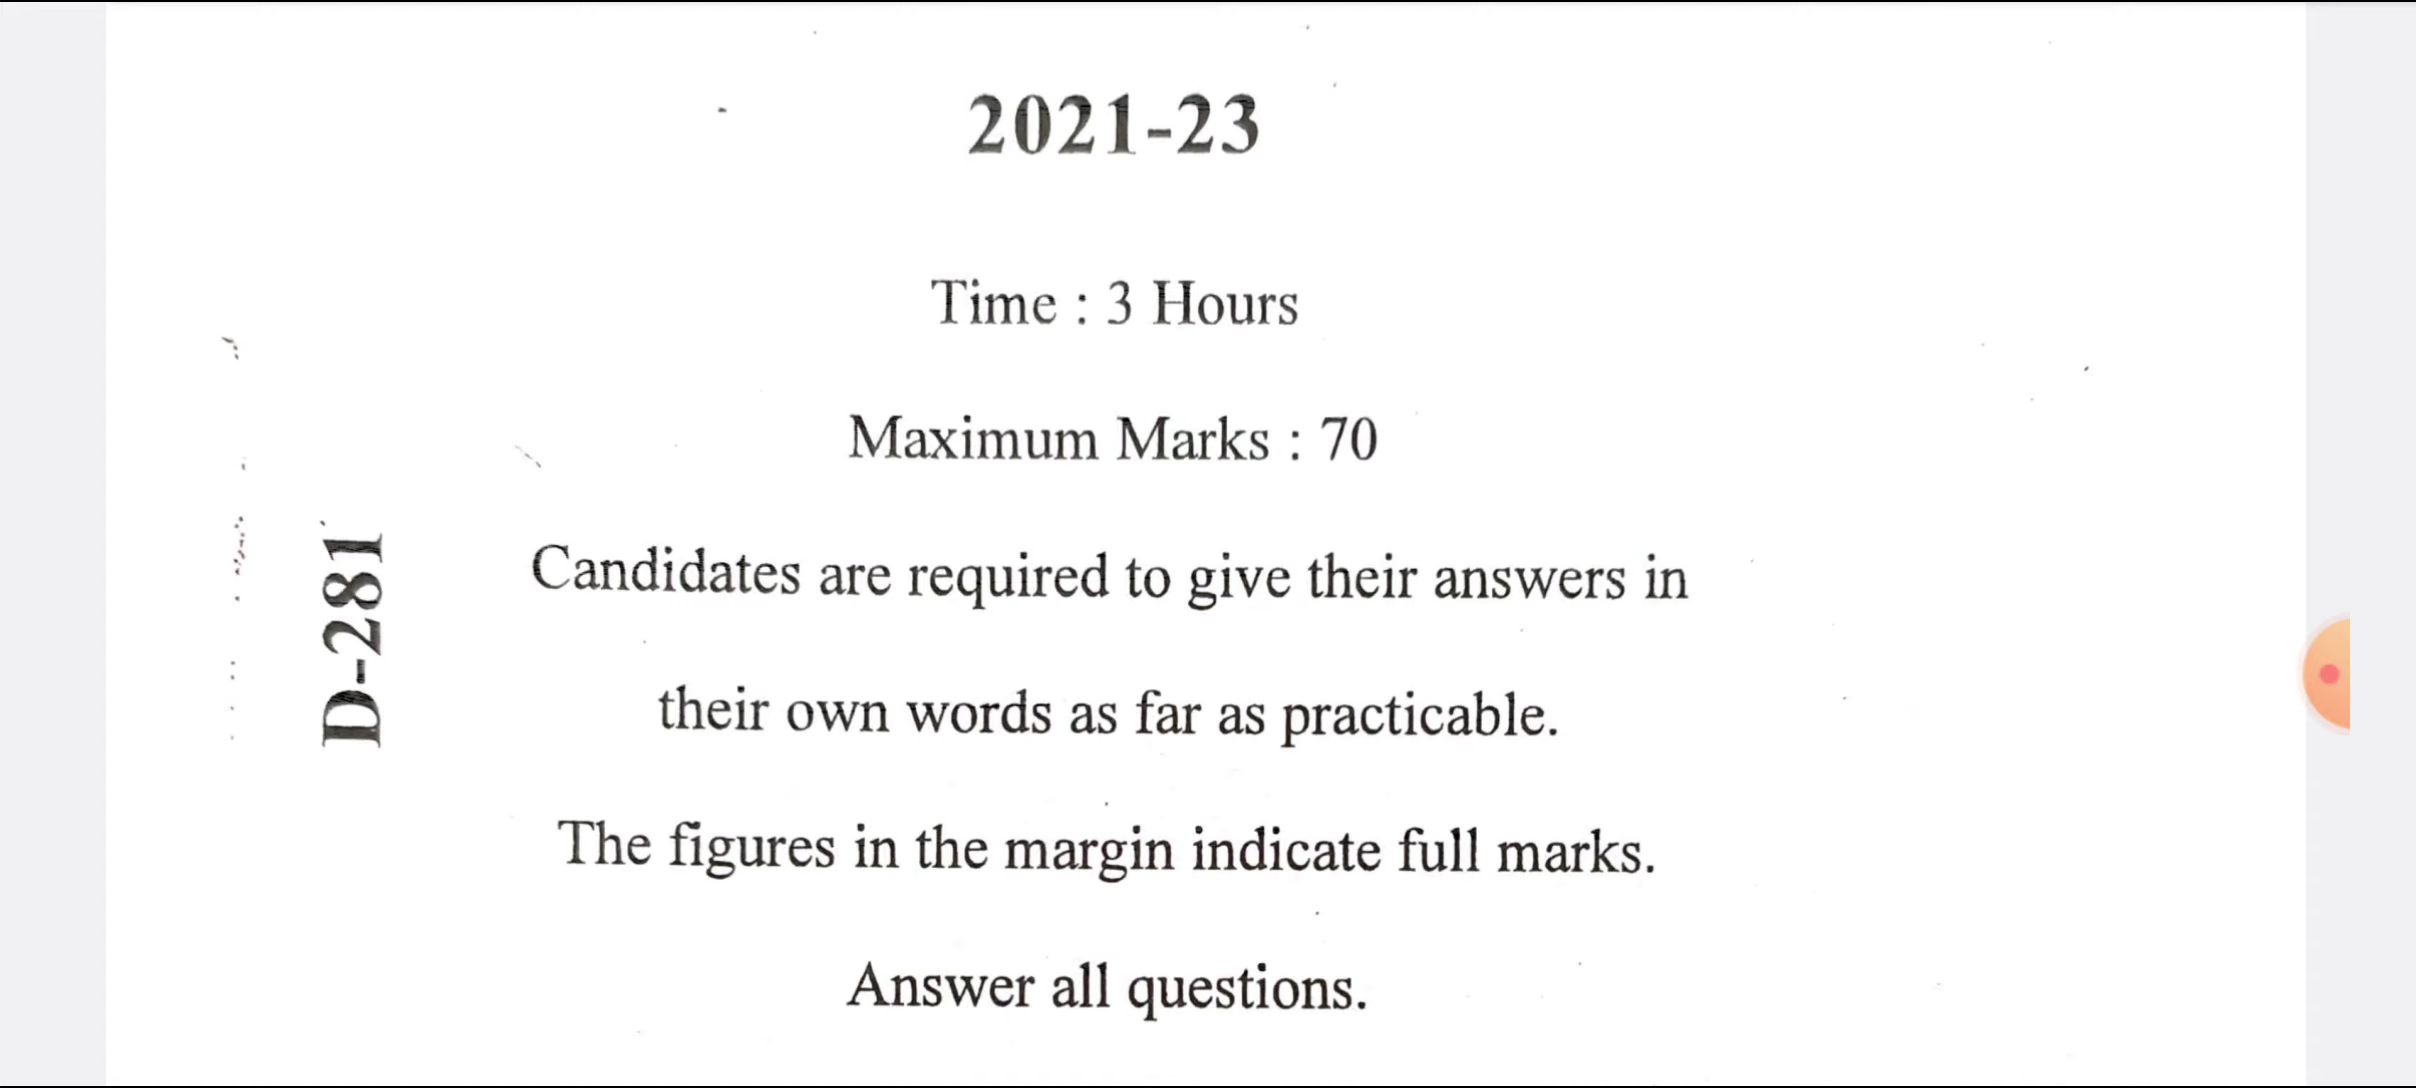 2021-23
Time : 3 Hours
Maximum Marks : 70
D-281
Candidates are required to give their answers in
their own words as far as practicable.
The figures in the margin indicate full marks.
Answer all questions.